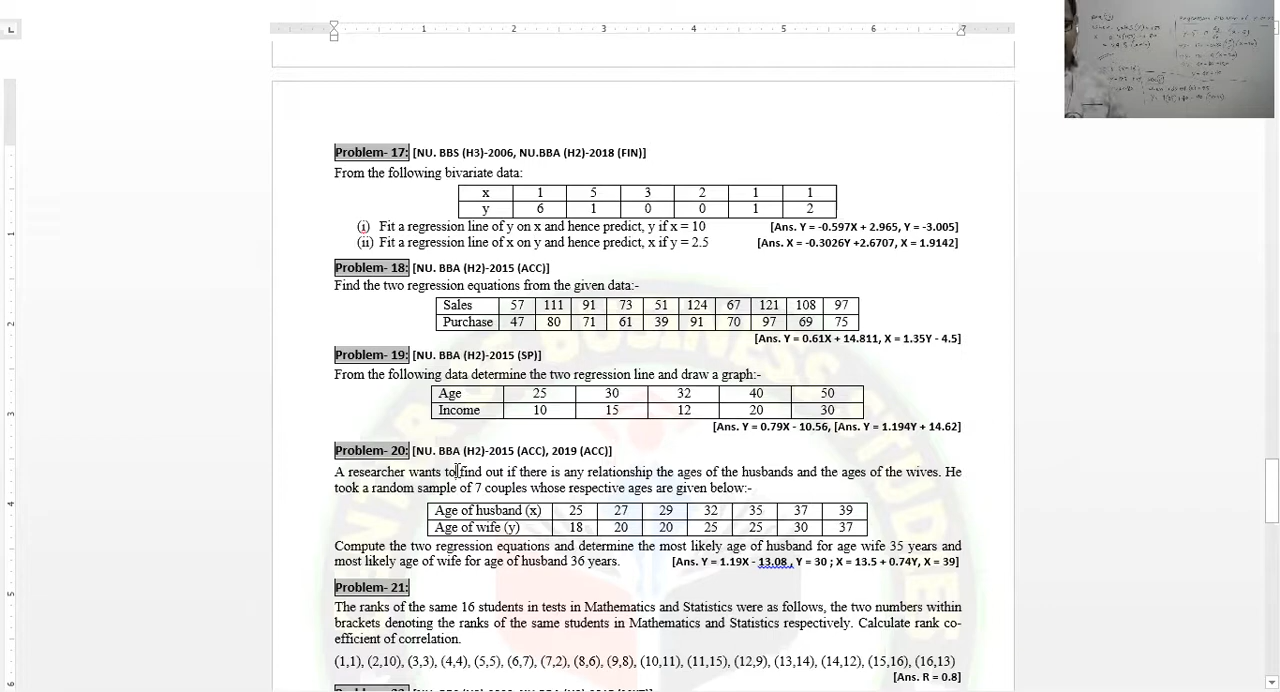 1 2 3 4 5 6 7
Problem- 17: [NU. BBS (H3)-2006, NU.BBA (H2)-2018 (FIN)]
From the following bivariate data:
x 1 5 3 2 1 1
y 6 1 0 0 1 2
(i) Fit a regression line of y on x and hence predict, y if x = 10 [Ans. Y = -0.597X + 2.965, Y = -3.005]
(ii) Fit a regression line of x on y and hence predict, x if y = 2.5 [Ans. X = -0.3026Y +2.6707, X = 1.9142]
Problem- 18: [NU. BBA (H2)-2015 (ACC)]
Find the two regression equations from the given data:-
Sales 57 111 91 73 51 124 67 121 108 97
Purchase 47 80 71 61 39 91 70 97 69 75
[Ans. Y = 0.61X + 14.811, X = 1.35Y - 4.5]
Problem- 19: [NU. BBA (H2)-2015 (SP)]
From the following data determine the two regression line and draw a graph:-
Age 25 30 32 40 50
Income 10 15 12 20 30
[Ans. Y = 0.79X - 10.56, [Ans. Y = 1.194Y + 14.62]
Problem- 20: [NU. BBA (H2)-2015 (ACC), 2019 (ACC)]
A researcher wants to find out if there is any relationship the ages of the husbands and the ages of the wives. He
took a random sample of 7 couples whose respective ages are given below:-
Age of husband (x) 25 27 29 32 35 37 39
Age of wife (y) 18 20 20 25 25 30 37
Compute the two regression equations and determine the most likely age of husband for age wife 35 years and
most likely age of wife for age of husband 36 years. [Ans. Y = 1.19X - 13.08 , Y = 30 ; X = 13.5 + 0.74Y, X = 39]
Problem- 21:
The ranks of the same 16 students in tests in Mathematics and Statistics were as follows, the two numbers within
brackets denoting the ranks of the same students in Mathematics and Statistics respectively. Calculate rank co-
efficient of correlation.
(1,1), (2,10), (3,3), (4,4), (5,5), (6,7), (7,2), (8,6), (9,8), (10,11), (11,15), (12,9), (13,14), (14,12), (15,16), (16,13)
[Ans. R = 0.8]